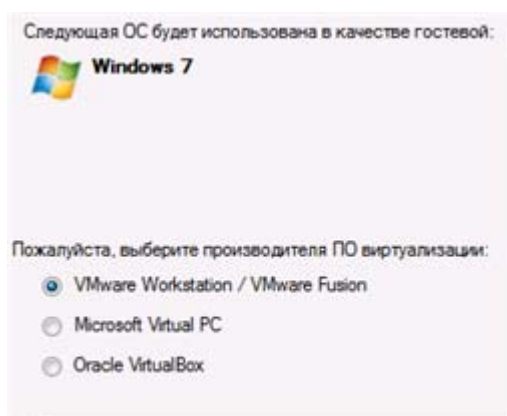 Следующая ОС будет использована в качестве гостевой:
Windows 7
Пожалуйста, выберите производителя ПО виртуализации:
VMware Workstation / VMware Fusion
Microsoft Virtual PC
Oracle VirtualBox